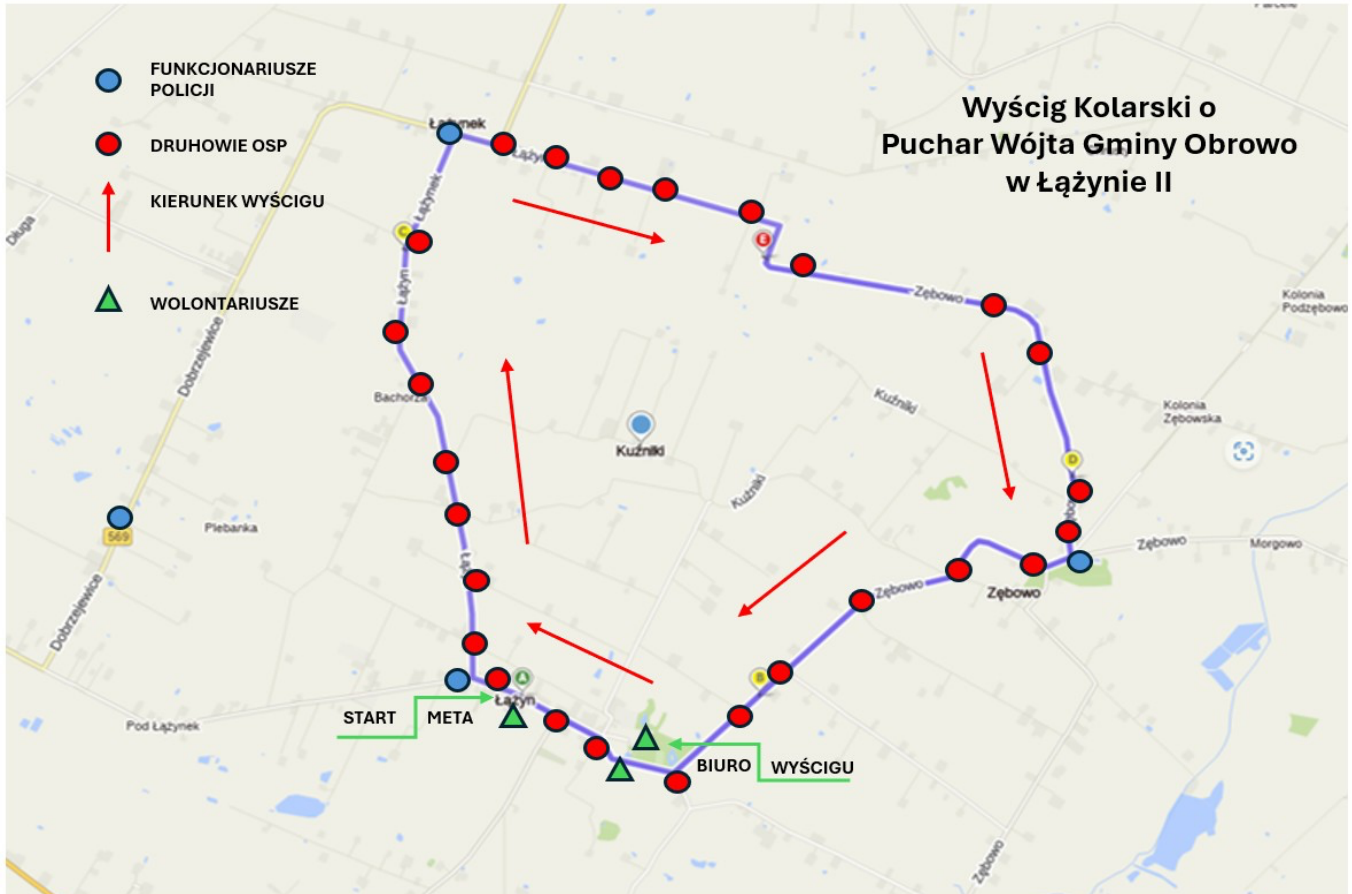 Parcele
FUNKCJONARIUSZE
POLICJI
DRUHOWIE OSP
KIERUNEK WYŚCIGU
WOLONTARIUSZE
Wyścig Kolarski o
Puchar Wójta Gminy Obrowo
w Łążynie II
Łążynek
Łążynek
C
Łążyn
Długa
Dobrzejewice
E
Zębowo
Kolonia
Podzębowo
Bachorza
Kuźniki
Kuźniki
Kolonia
Zębowska
D
Kuźniki
569
Plebanka
Zębowo
Morgowo
Dobrzejewice
Zębowo
Zębowo
A
B
Łążyn
START
META
Pod Łążynek
BIURO
WYŚCIGU
Zębowo